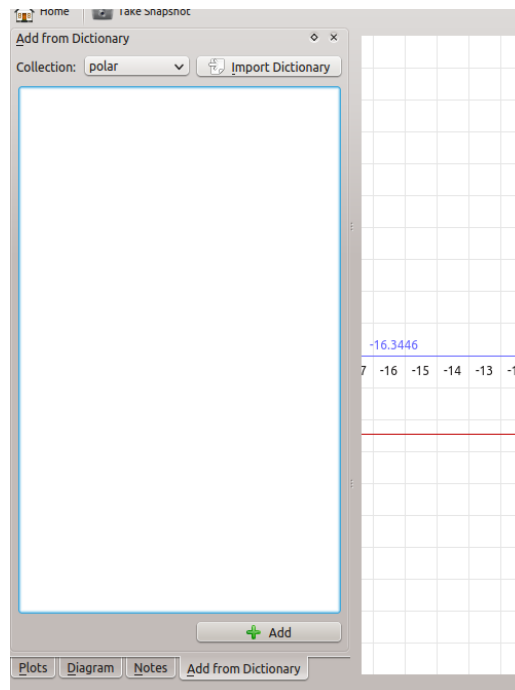 Home Take Snapshot
Add from Dictionary
Collection: polar Import Dictionary
-16.3446
7 -16 -15 -14 -13 -1
Add
Plots Diagram Notes Add from Dictionary